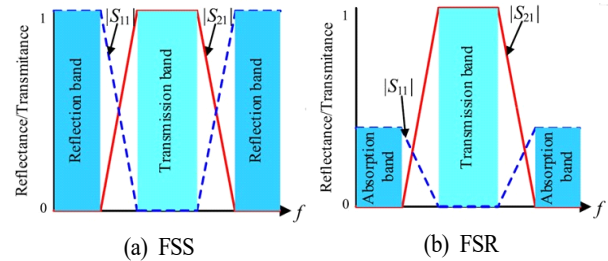 Reflectance/Transmitance
1
0
|S11|
|S21|
Reflection band
Transmission band
Reflection band
f
(a) FSS
Reflectance/Transmitance
1
0
|S11|
|S21|
Absorption
band
Transmission band
Absorption
band
f
(b) FSR